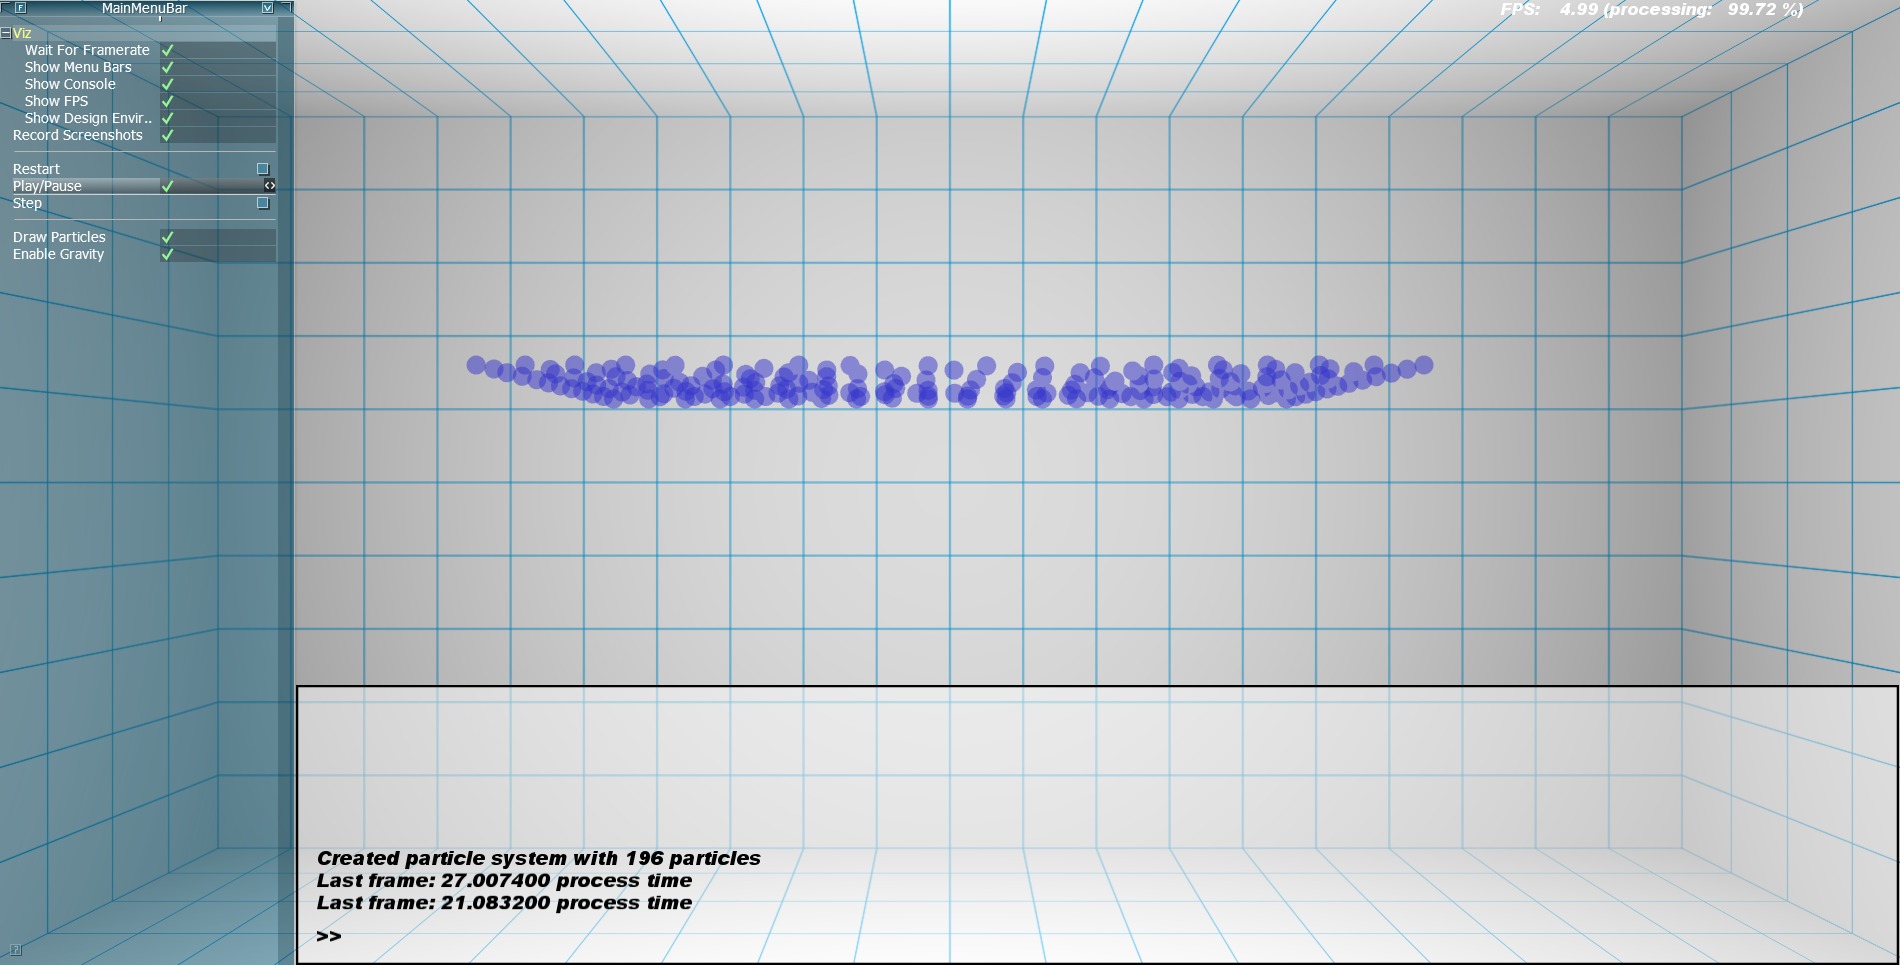 MainMenuBar
FPS: 4.99 (processing: 99.72 %)
Viz
Wait For Framerate
Show Menu Bars
Show Console
Show FPS
Show Design Envir..
Record Screenshots
Restart
Play/Pause
Step
Draw Particles
Enable Gravity
Created particle system with 196 particles
Last frame: 27.007400 process time
Last frame: 21.083200 process time
>>